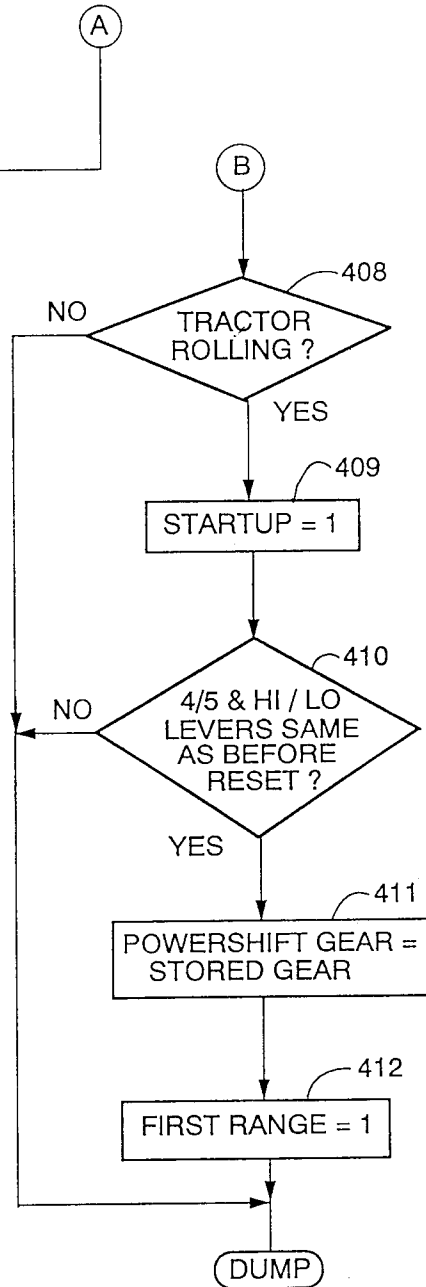 A
B
408
NO
TRACTOR
ROLLING ?
YES
409
STARTUP = 1
410
NO
4/5 & HI / LO
LEVERS SAME
AS BEFORE
RESET ?
YES
411
POWERSHIFT GEAR =
STORED GEAR
412
FIRST RANGE = 1
DUMP